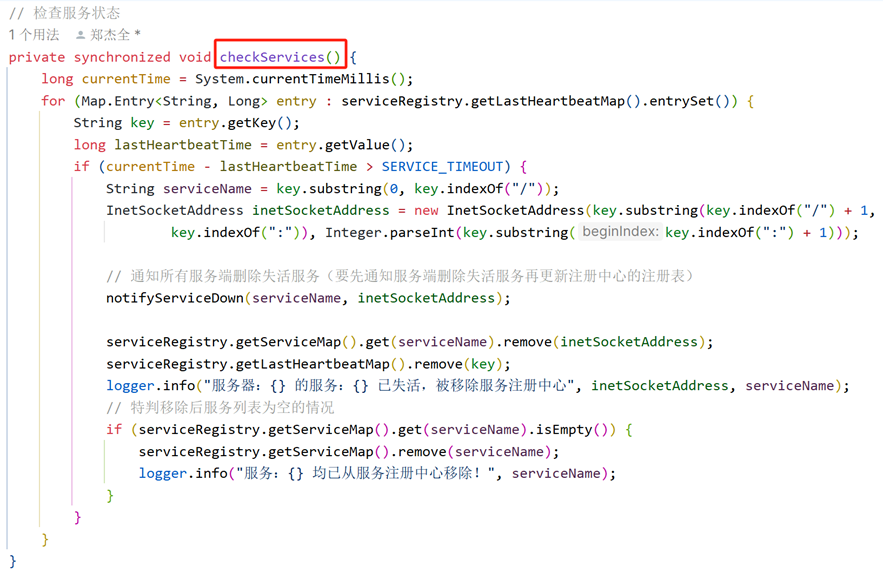 // 检查服务状态
1 个用法 郑杰全 *
private synchronized void checkServices() {
    long currentTime = System.currentTimeMillis();
    for (Map.Entry<String, Long> entry : serviceRegistry.getLastHeartbeatMap().entrySet()) {
        String key = entry.getKey();
        long lastHeartbeatTime = entry.getValue();
        if (currentTime - lastHeartbeatTime > SERVICE_TIMEOUT) {
            String serviceName = key.substring(0, key.indexOf("/"));
            InetSocketAddress inetSocketAddress = new InetSocketAddress(key.substring(key.indexOf("/") + 1,
                    key.indexOf(":")), Integer.parseInt(key.substring( beginIndex: key.indexOf(":") + 1)));
            // 通知所有服务端删除失活服务（要先通知服务端删除失活服务再更新注册中心的注册表）
            notifyServiceDown(serviceName, inetSocketAddress);
            serviceRegistry.getServiceMap().get(serviceName).remove(inetSocketAddress);
            serviceRegistry.getLastHeartbeatMap().remove(key);
            logger.info("服务器：{} 的服务：{} 已失活，被移除服务注册中心", inetSocketAddress, serviceName);
            // 特判移除后服务列表为空的情况
            if (serviceRegistry.getServiceMap().get(serviceName).isEmpty()) {
                serviceRegistry.getServiceMap().remove(serviceName);
                logger.info("服务：{} 均已从服务注册中心移除！", serviceName);
            }
        }
    }
}